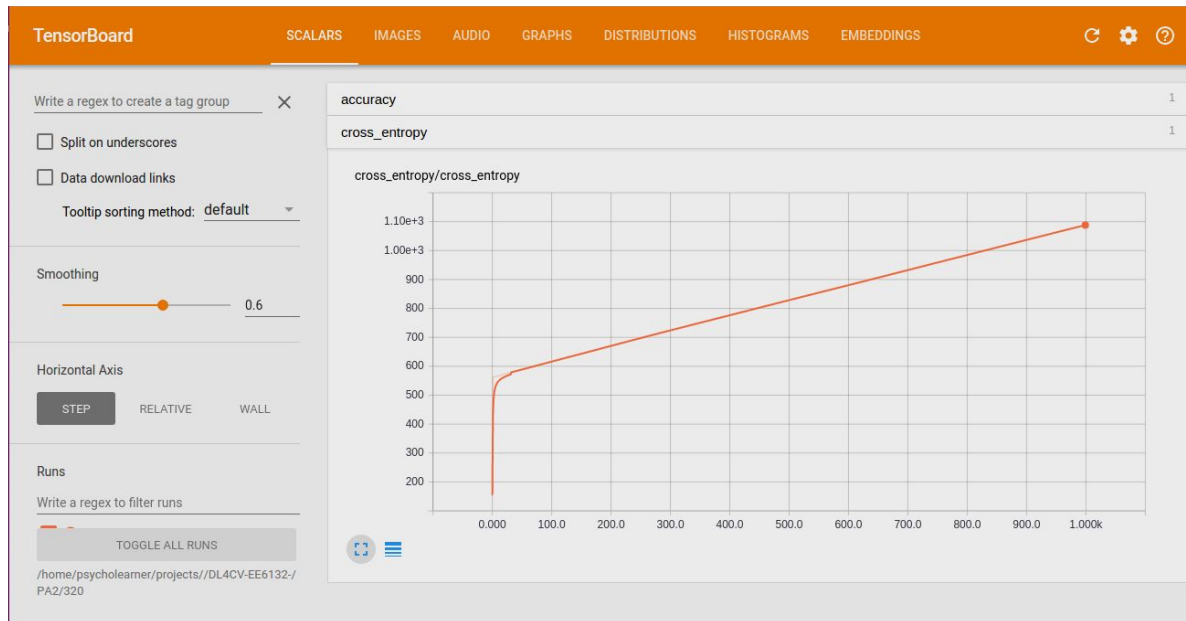 TensorBoard
SCALARS IMAGES AUDIO GRAPHS DISTRIBUTIONS HISTOGRAMS EMBEDDINGS
Write a regex to create a tag group
Split on underscores
Data download links
Tooltip sorting method: default
Smoothing
0.6
Horizontal Axis
STEP RELATIVE WALL
Runs
Write a regex to filter runs
TOGGLE ALL RUNS
/home/psycholearner/projects//DL4CV-EE6132-/
PA2/320
accuracy 1
cross_entropy 1
cross_entropy/cross_entropy
1.10e+3
1.00e+3
900
800
700
600
500
400
300
200
0.000 100.0 200.0 300.0 400.0 500.0 600.0 700.0 800.0 900.0 1.000k